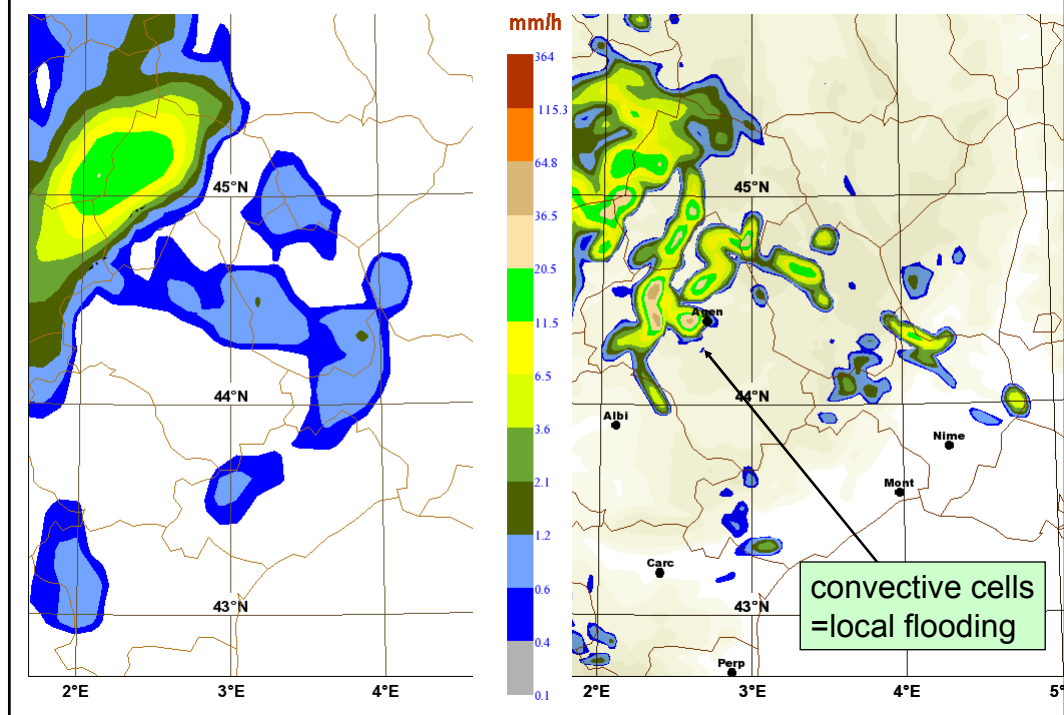 mm/h
364
115.3
64.8
36.5
20.5
11.5
6.5
3.6
2.1
1.2
0.6
0.4
0.1
45°N
44°N
43°N
2°E
3°E
4°E
45°N
Agen
44°N
Albi
Nime
Mont
Carc
43°N
Perp
convective cells
=local flooding
2°E
3°E
4°E
5°